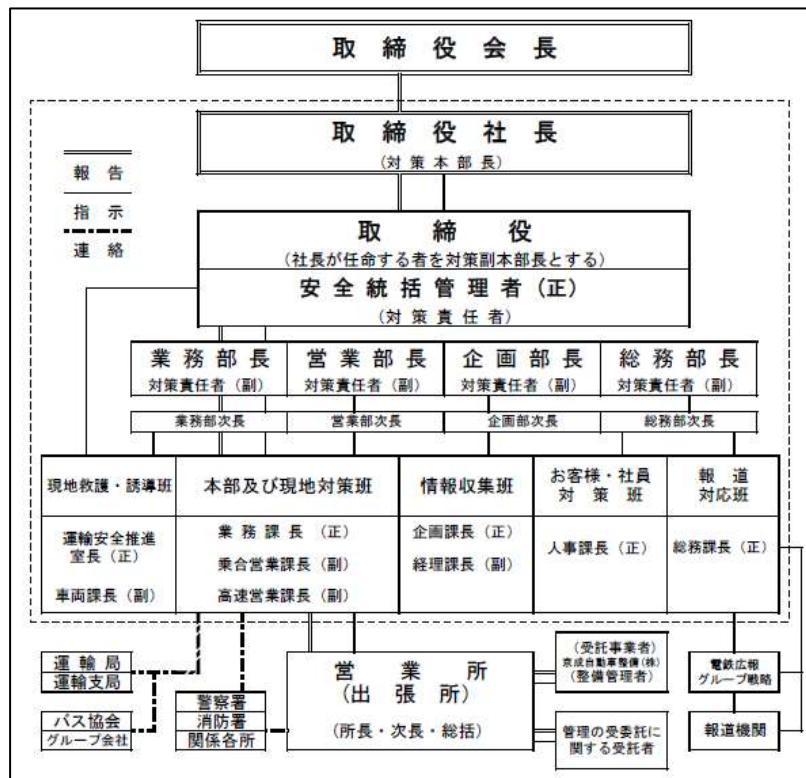 取締役会長
取締役社長
(対策本部長)
報告
指示
連絡
取締役
(社長が任命する者を対策副本部長とする)
安全統括管理者(正)
(対策責任者)
業務部長
対策責任者(副)
営業部長
対策責任者(副)
企画部長
対策責任者(副)
総務部長
対策責任者(副)
業務部次長
営業部次長
企画部次長
総務部次長
現地救護・誘導班
運輸安全推進
室長(正)
車両課長(副)
本部及び現地対策班
業務課長(正)
乗合営業課長(副)
高速営業課長(副)
情報収集班
企画課長(正)
経理課長(副)
お客様・社員
対策班
人事課長(正)
報道
対応班
総務課長(正)
運輸局
運輸支局
バス協会
グループ会社
警察署
消防署
関係各所
営業所
(出張所)
(所長・次長・総括)
(受託事業者)
京成自動車整備(株)
(整備管理者)
管理の受委託に
関する受託者
電鉄広報
グループ戦略
報道機関